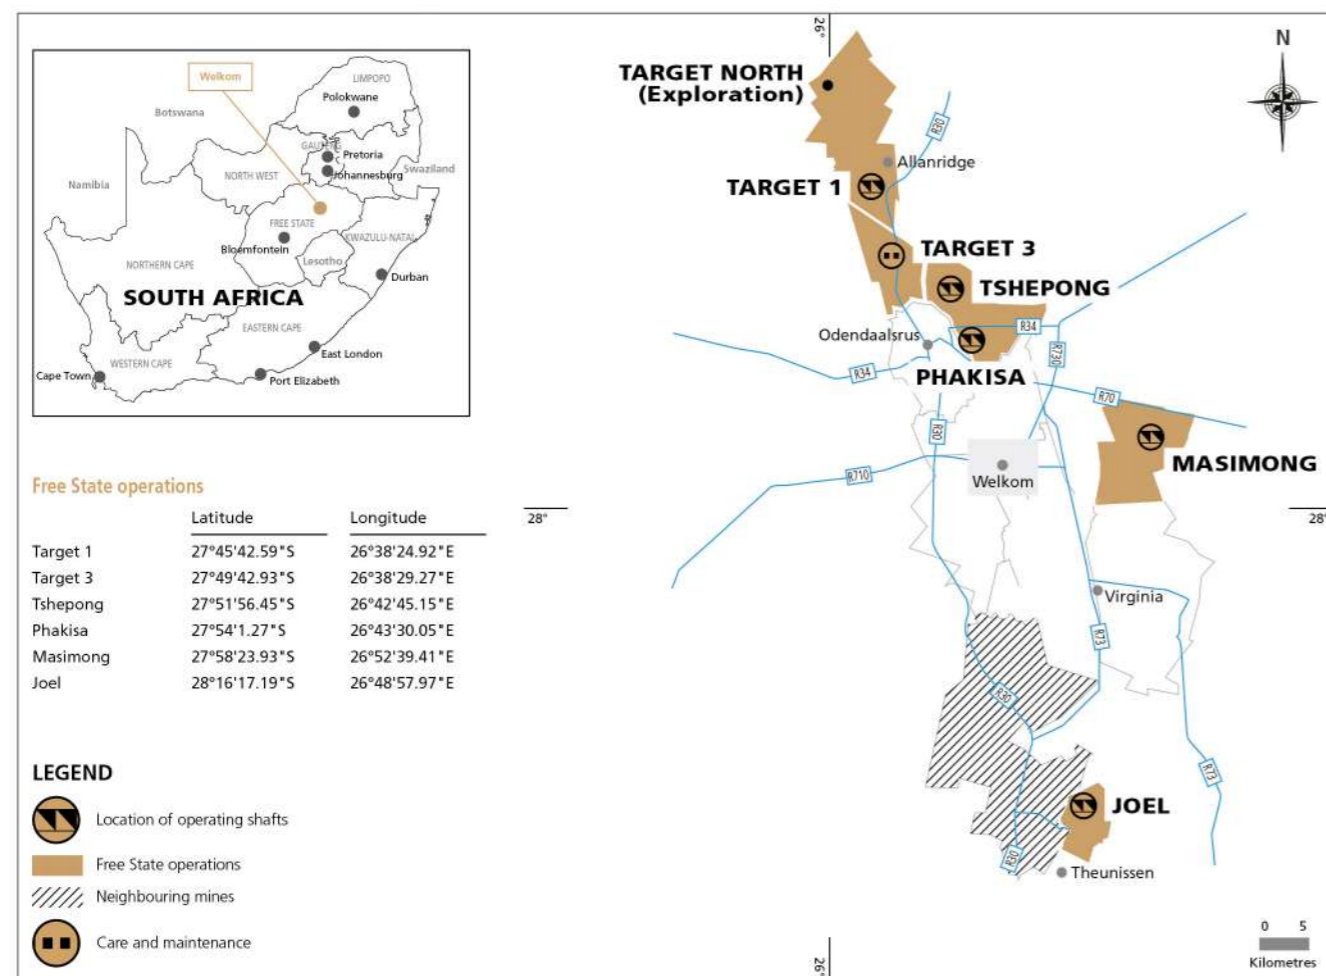 Welkom
LIMPOPO
Polokwane
Botswana
GAUTENG
Pretoria
Johannesburg
Swaziland
NORTH WEST
Namibia
FREE STATE
Bloemfontein
KWAZULU-NATAL
Lesotho
Durban
NORTHERN CAPE
SOUTH AFRICA
EASTERN CAPE
East London
WESTERN CAPE
Cape Town
Port Elizabeth
Free State operations
Latitude Longitude
Target 1 27°45'42.59"S 26°38'24.92"E
Target 3 27°49'42.93"S 26°38'29.27"E
Tshepong 27°51'56.45"S 26°42'45.15"E
Phakisa 27°54'1.27"S 26°43'30.05"E
Masimong 27°58'23.93"S 26°52'39.41"E
Joel 28°16'17.19"S 26°48'57.97"E
LEGEND
Location of operating shafts
Free State operations
Neighbouring mines
Care and maintenance
26°
N
TARGET NORTH
(Exploration)
R30
Allanridge
TARGET 1
TARGET 3
TSHEPONG
Odendaalsrus
R34
R730
R34
PHAKISA
R70
R30
MASIMONG
Welkom
R710
28°
28°
Virginia
R73
R30
R73
JOEL
R30
Theunissen
0 5
Kilometres
26°